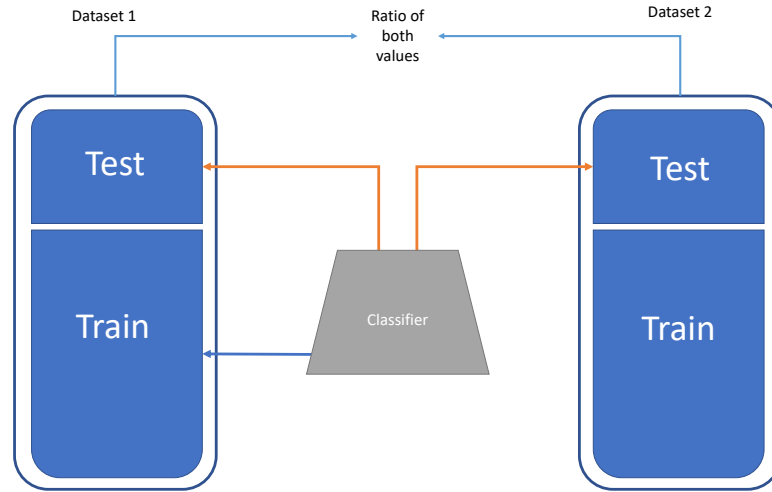 Dataset 1
Ratio of
both
values
Dataset 2
Test
Test
Train
Classifier
Train